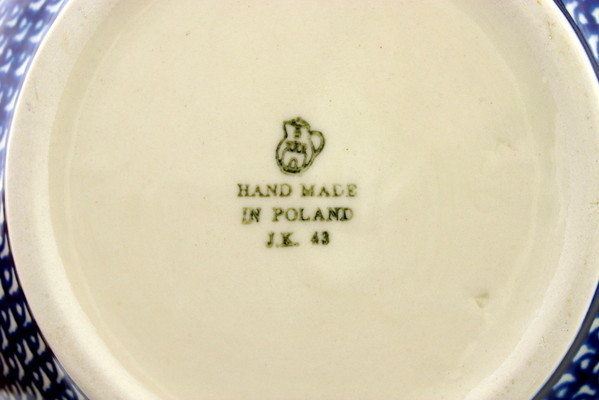 HAND MADE
IN POLAND
J.K. 43